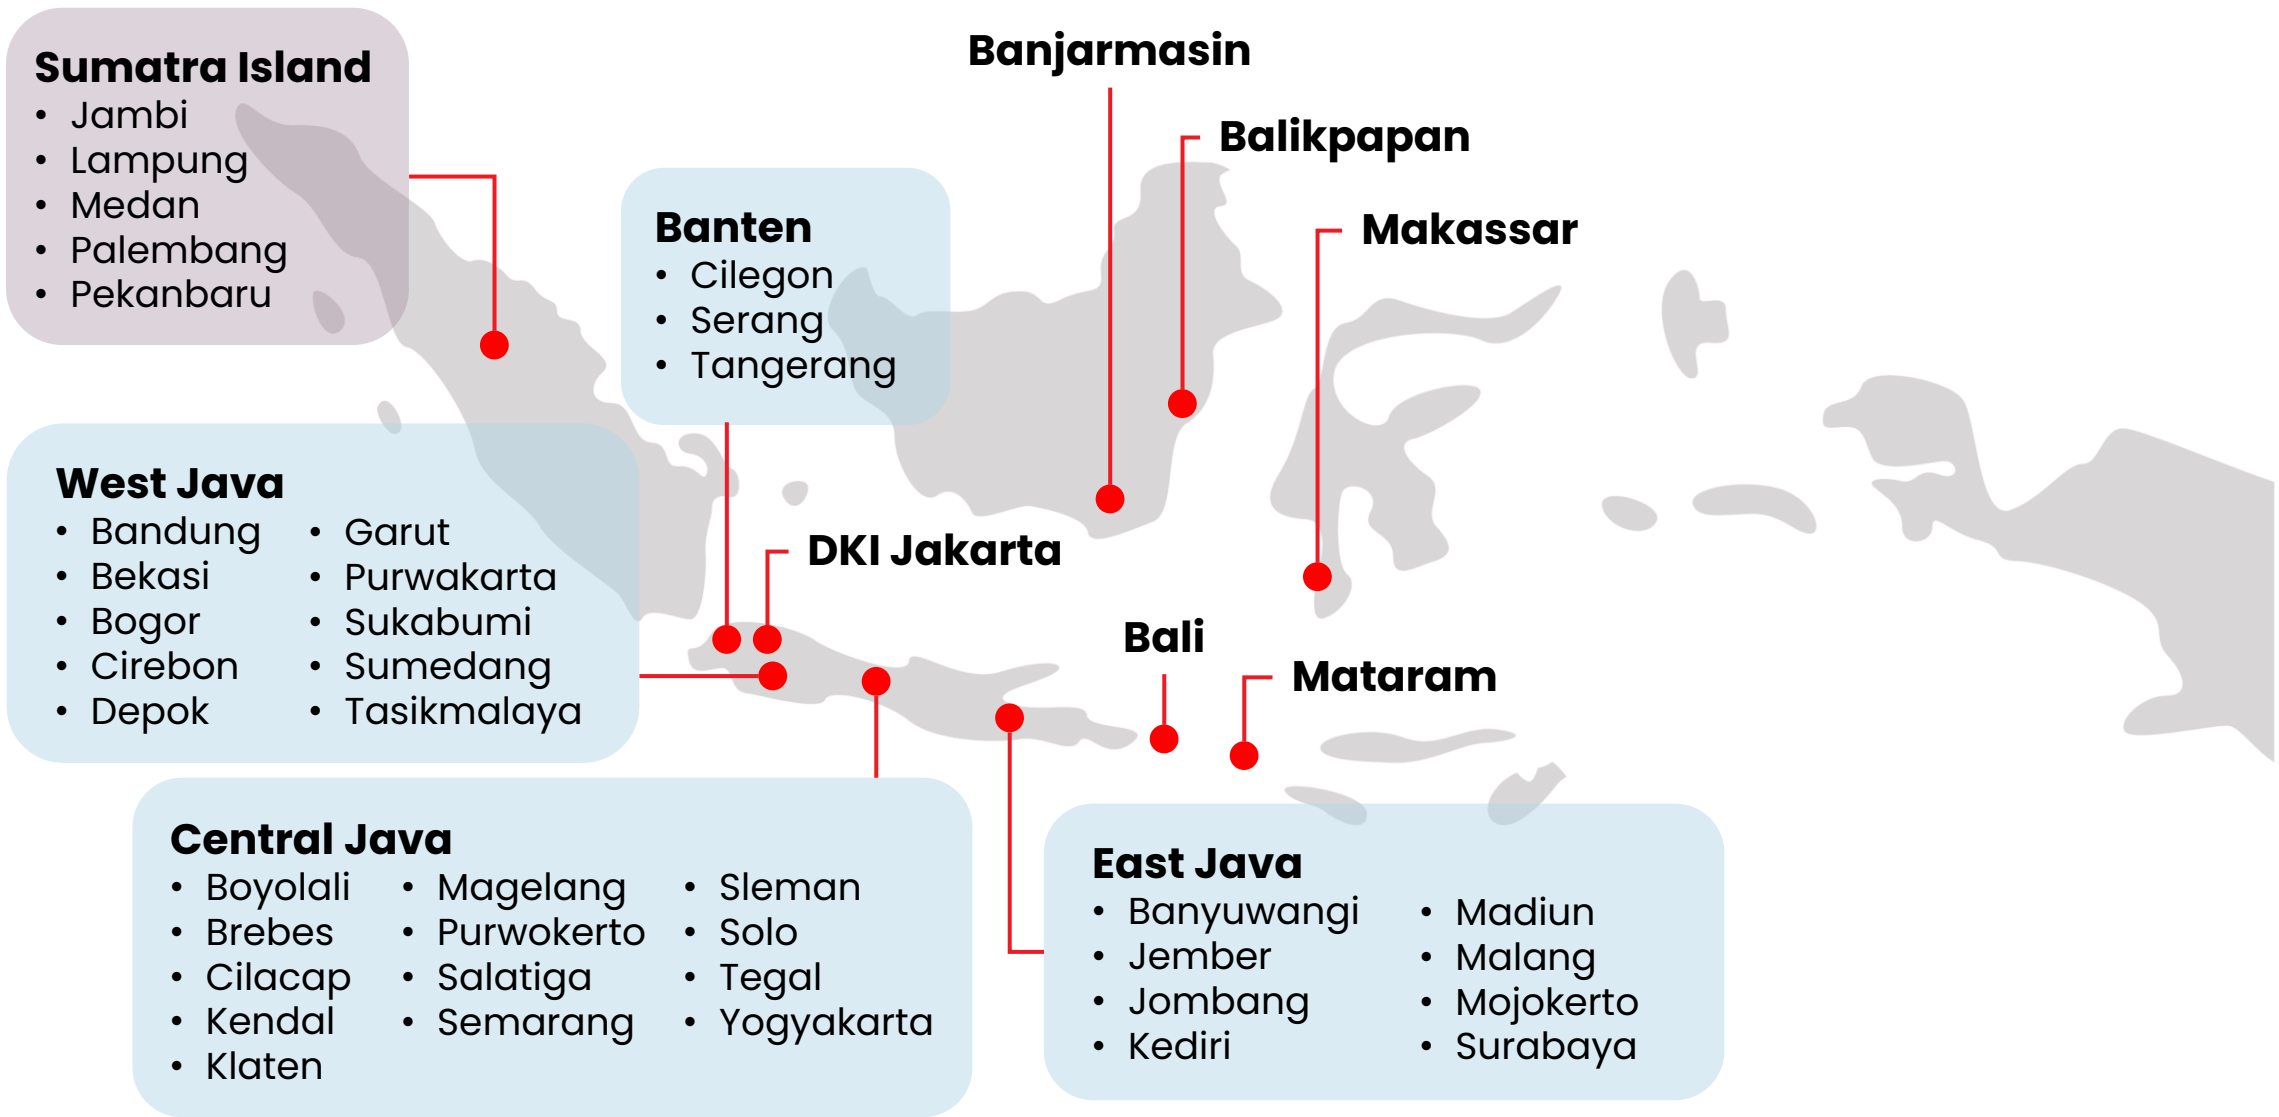 Sumatra Island
• Jambi
• Lampung
• Medan
• Palembang
• Pekanbaru
Banjarmasin
Balikpapan
Makassar
Banten
• Cilegon
• Serang
• Tangerang
West Java
• Bandung
• Bekasi
• Bogor
• Cirebon
• Depok
• Garut
• Purwakarta
• Sukabumi
• Sumedang
• Tasikmalaya
DKI Jakarta
Bali
Mataram
Central Java
• Boyolali
• Brebes
• Cilacap
• Kendal
• Klaten
• Magelang
• Purwokerto
• Salatiga
• Semarang
• Sleman
• Solo
• Tegal
• Yogyakarta
East Java
• Banyuwangi
• Jember
• Jombang
• Kediri
• Madiun
• Malang
• Mojokerto
• Surabaya